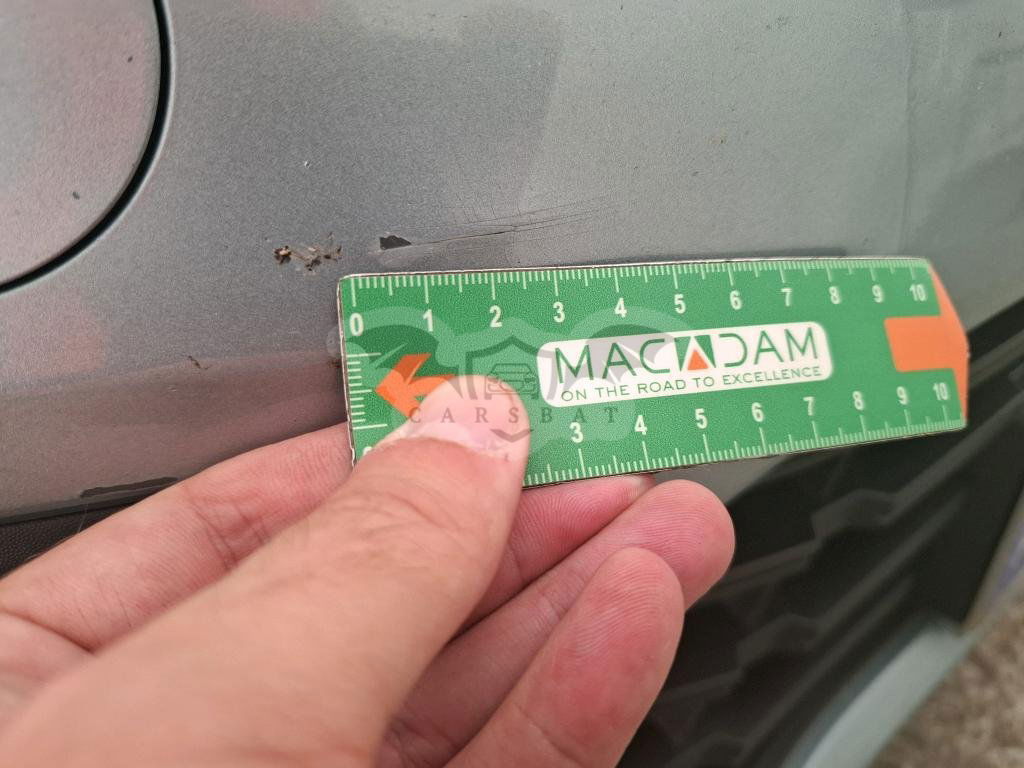 0 1 2 3 4 5 6 7 8 9 10
MACADAM
ON THE ROAD TO EXCELLENCE
CARSBAT
3 4 5 6 7 8 9 10